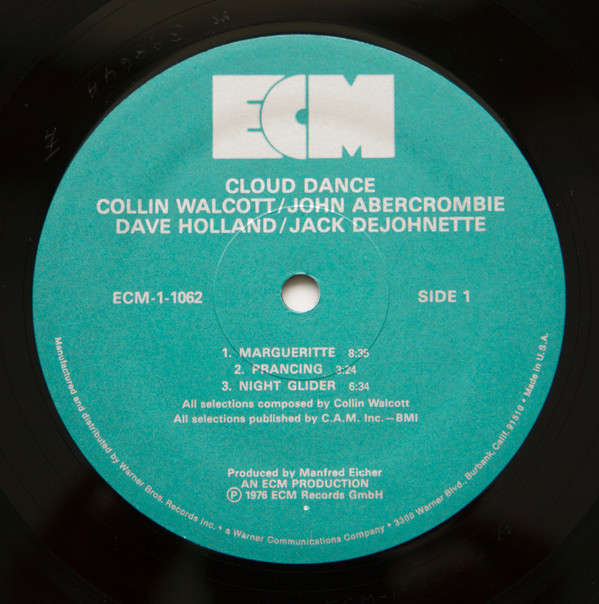 ECM
CLOUD DANCE
COLLIN WALCOTT/JOHN ABERCROMBIE
DAVE HOLLAND/JACK DEJOHNETTE
ECM-1-1062
SIDE 1
1. MARGUERITTE 8:35
2. PRANCING 3:24
3. NIGHT GLIDER 6:34
All selections composed by Collin Walcott
All selections published by C.A.M. Inc.—BMI
Produced by Manfred Eicher
AN ECM PRODUCTION
Ⓟ 1976 ECM Records GmbH
Manufactured and distributed by Warner Bros. Records Inc. • a Warner Communications Company • 3300 Warner Blvd., Burbank, Calif. 91510 • Made in U.S.A.